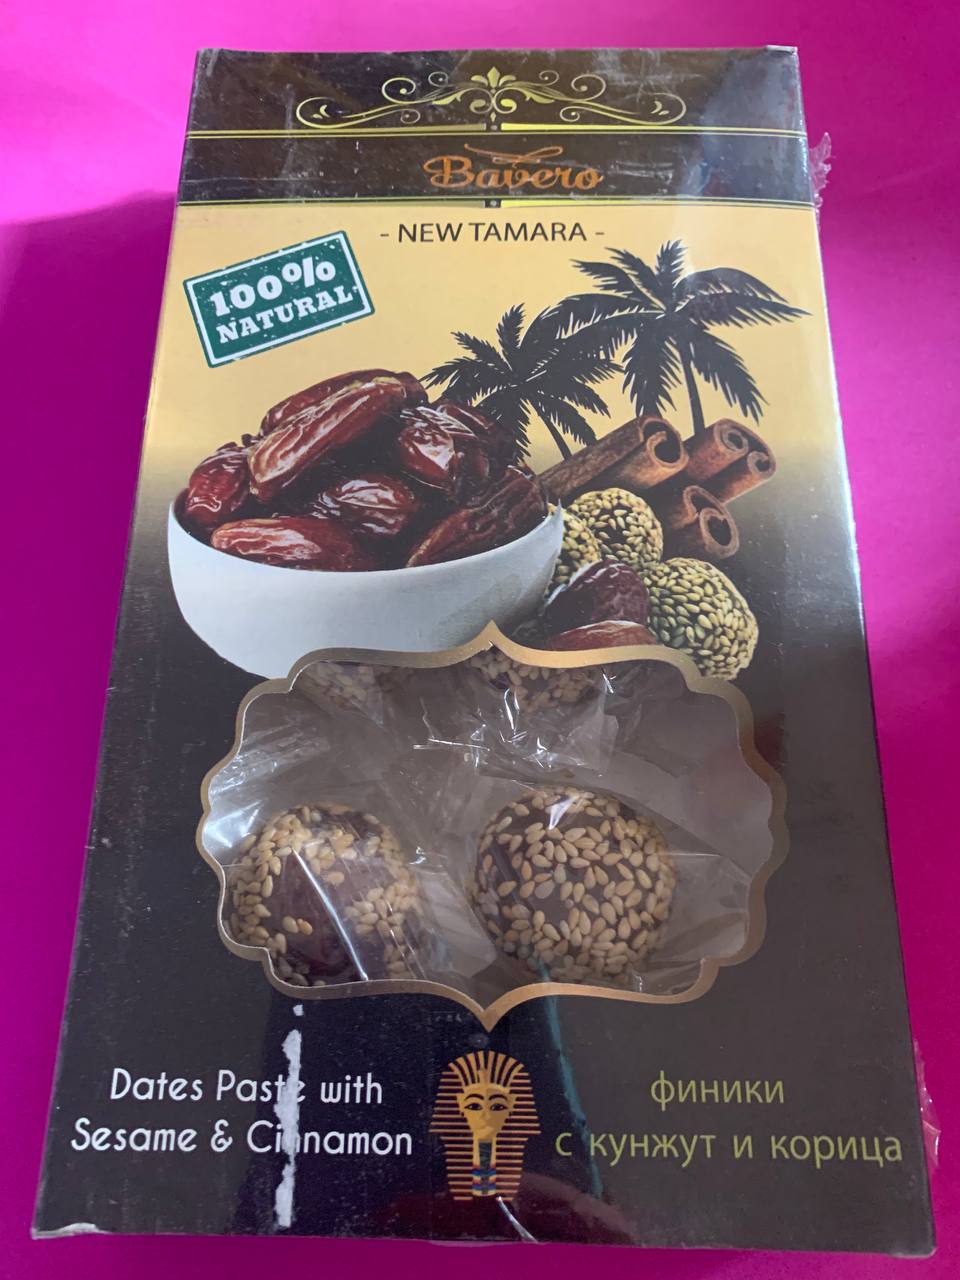 Bavero
- NEW TAMARA -
100%
NATURAL
Dates Paste with
Sesame & Cinnamon
финики
с кунжут и корица